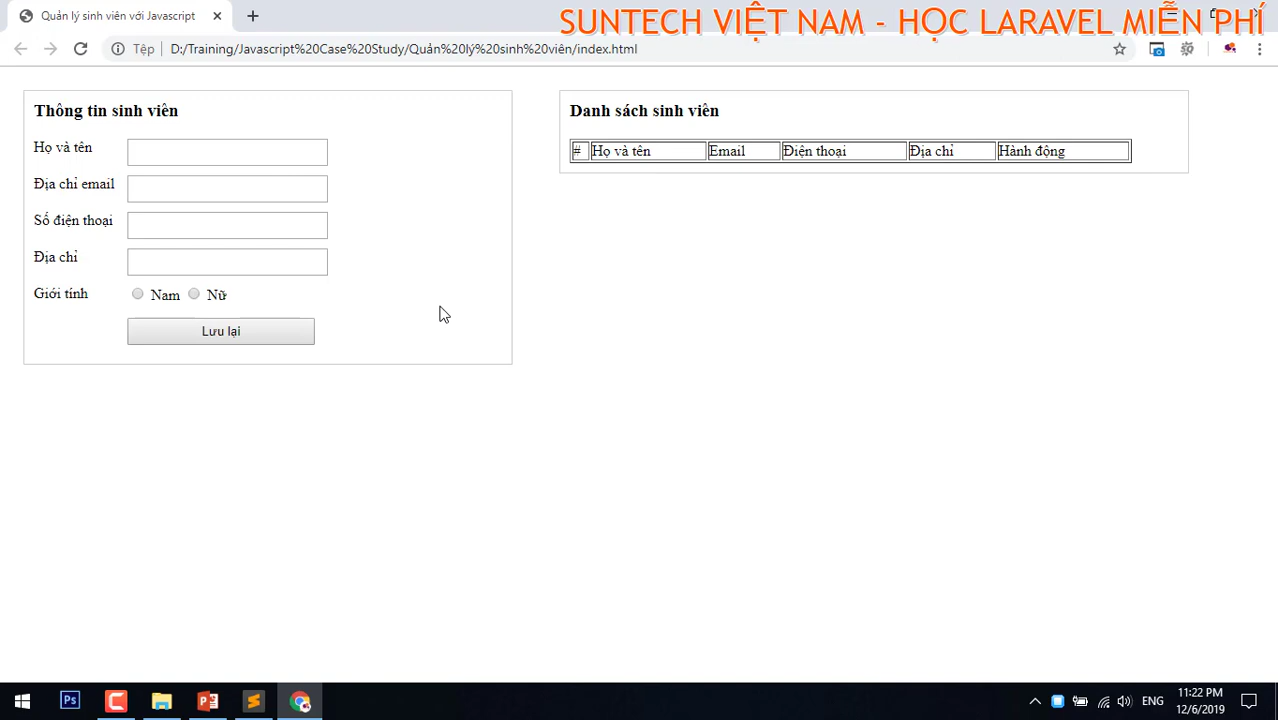 Quản lý sinh viên với Javascript
SUNTECH VIỆT NAM - HỌC LARAVEL MIỄN PHÍ
Tệp D:/Training/Javascript%20Case%20Study/Quản%20lý%20sinh%20viên/index.html
Thông tin sinh viên
Họ và tên
Địa chỉ email
Số điện thoại
Địa chỉ
Giới tính Nam Nữ
Lưu lại
Danh sách sinh viên
# Họ và tên Email Điện thoại Địa chỉ Hành động
Ps
ENG
11:22 PM
12/6/2019